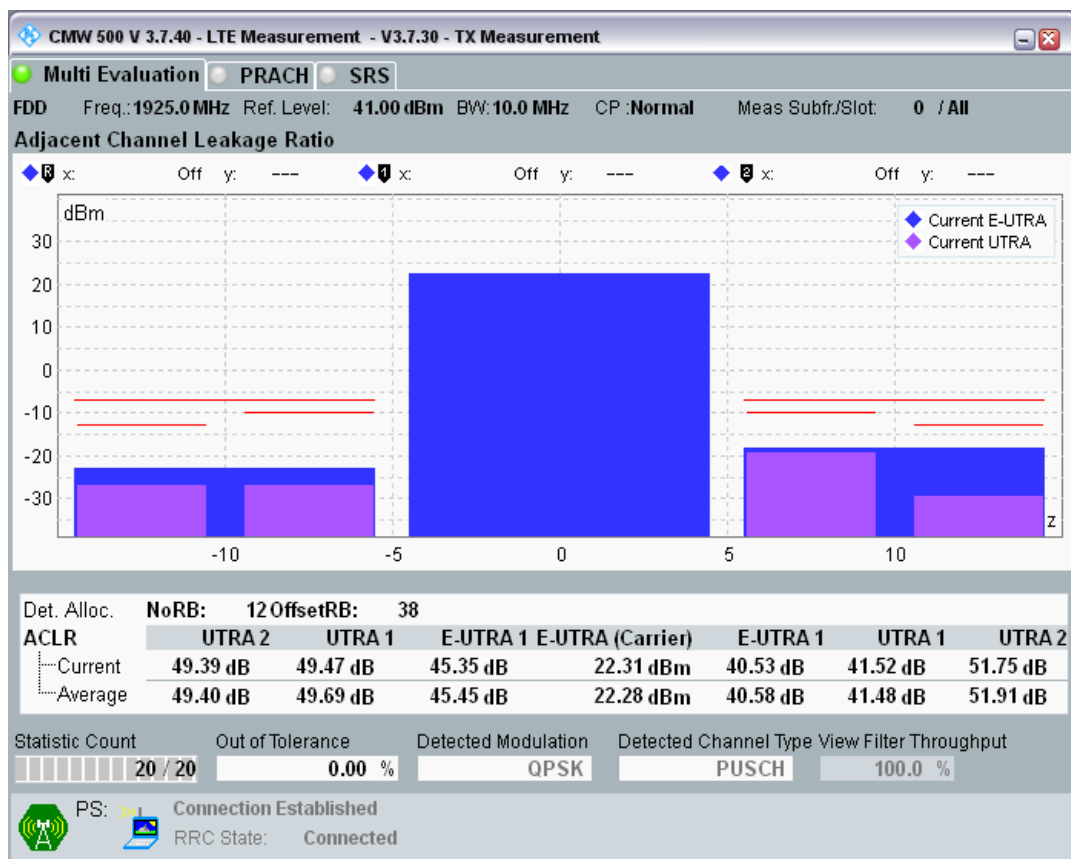 CMW 500 V 3.7.40 - LTE Measurement - V3.7.30 - TX Measurement
Multi Evaluation PRACH SRS
FDD Freq.: 1925.0 MHz Ref. Level: 41.00 dBm BW: 10.0 MHz CP :Normal Meas Subfr./Slot: 0 / All
Adjacent Channel Leakage Ratio
R x: Off y: --- 1 x: Off y: --- 2 x: Off y: ---
dBm
Current E-UTRA
Current UTRA
30
20
10
0
-10
-20
-30
z
-10 -5 0 5 10
Det. Alloc. NoRB: 12 OffsetRB: 38
ACLR UTRA 2 UTRA 1 E-UTRA 1 E-UTRA (Carrier) E-UTRA 1 UTRA 1 UTRA 2
Current 49.39 dB 49.47 dB 45.35 dB 22.31 dBm 40.53 dB 41.52 dB 51.75 dB
Average 49.40 dB 49.69 dB 45.45 dB 22.28 dBm 40.58 dB 41.48 dB 51.91 dB
Statistic Count Out of Tolerance Detected Modulation Detected Channel Type View Filter Throughput
20 / 20 0.00 % QPSK PUSCH 100.0 %
PS: Connection Established
RRC State: Connected